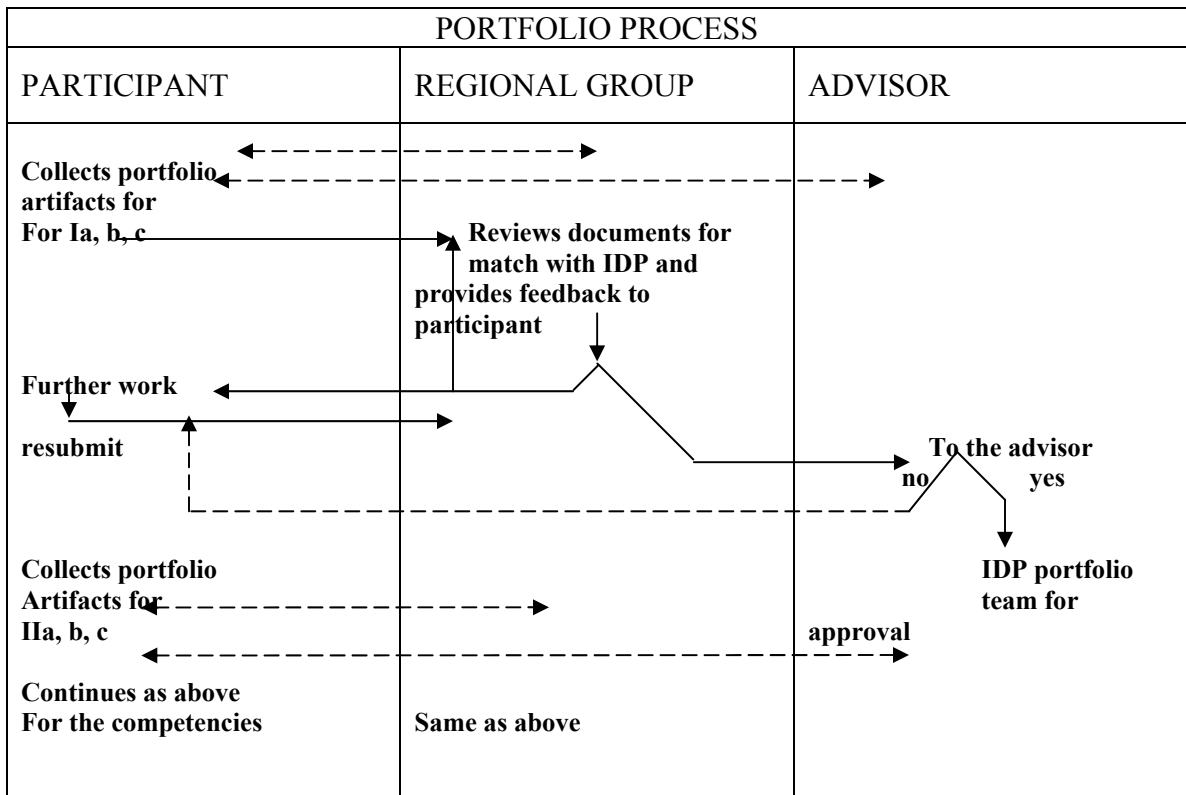 PORTFOLIO PROCESS
PARTICIPANT
REGIONAL GROUP
ADVISOR
Collects portfolio
artifacts for
For Ia, b, c
Reviews documents for
match with IDP and
provides feedback to
participant
Further work
resubmit
To the advisor
no yes
Collects portfolio
Artifacts for
IIa, b, c
IDP portfolio
team for
approval
Continues as above
For the competencies
Same as above